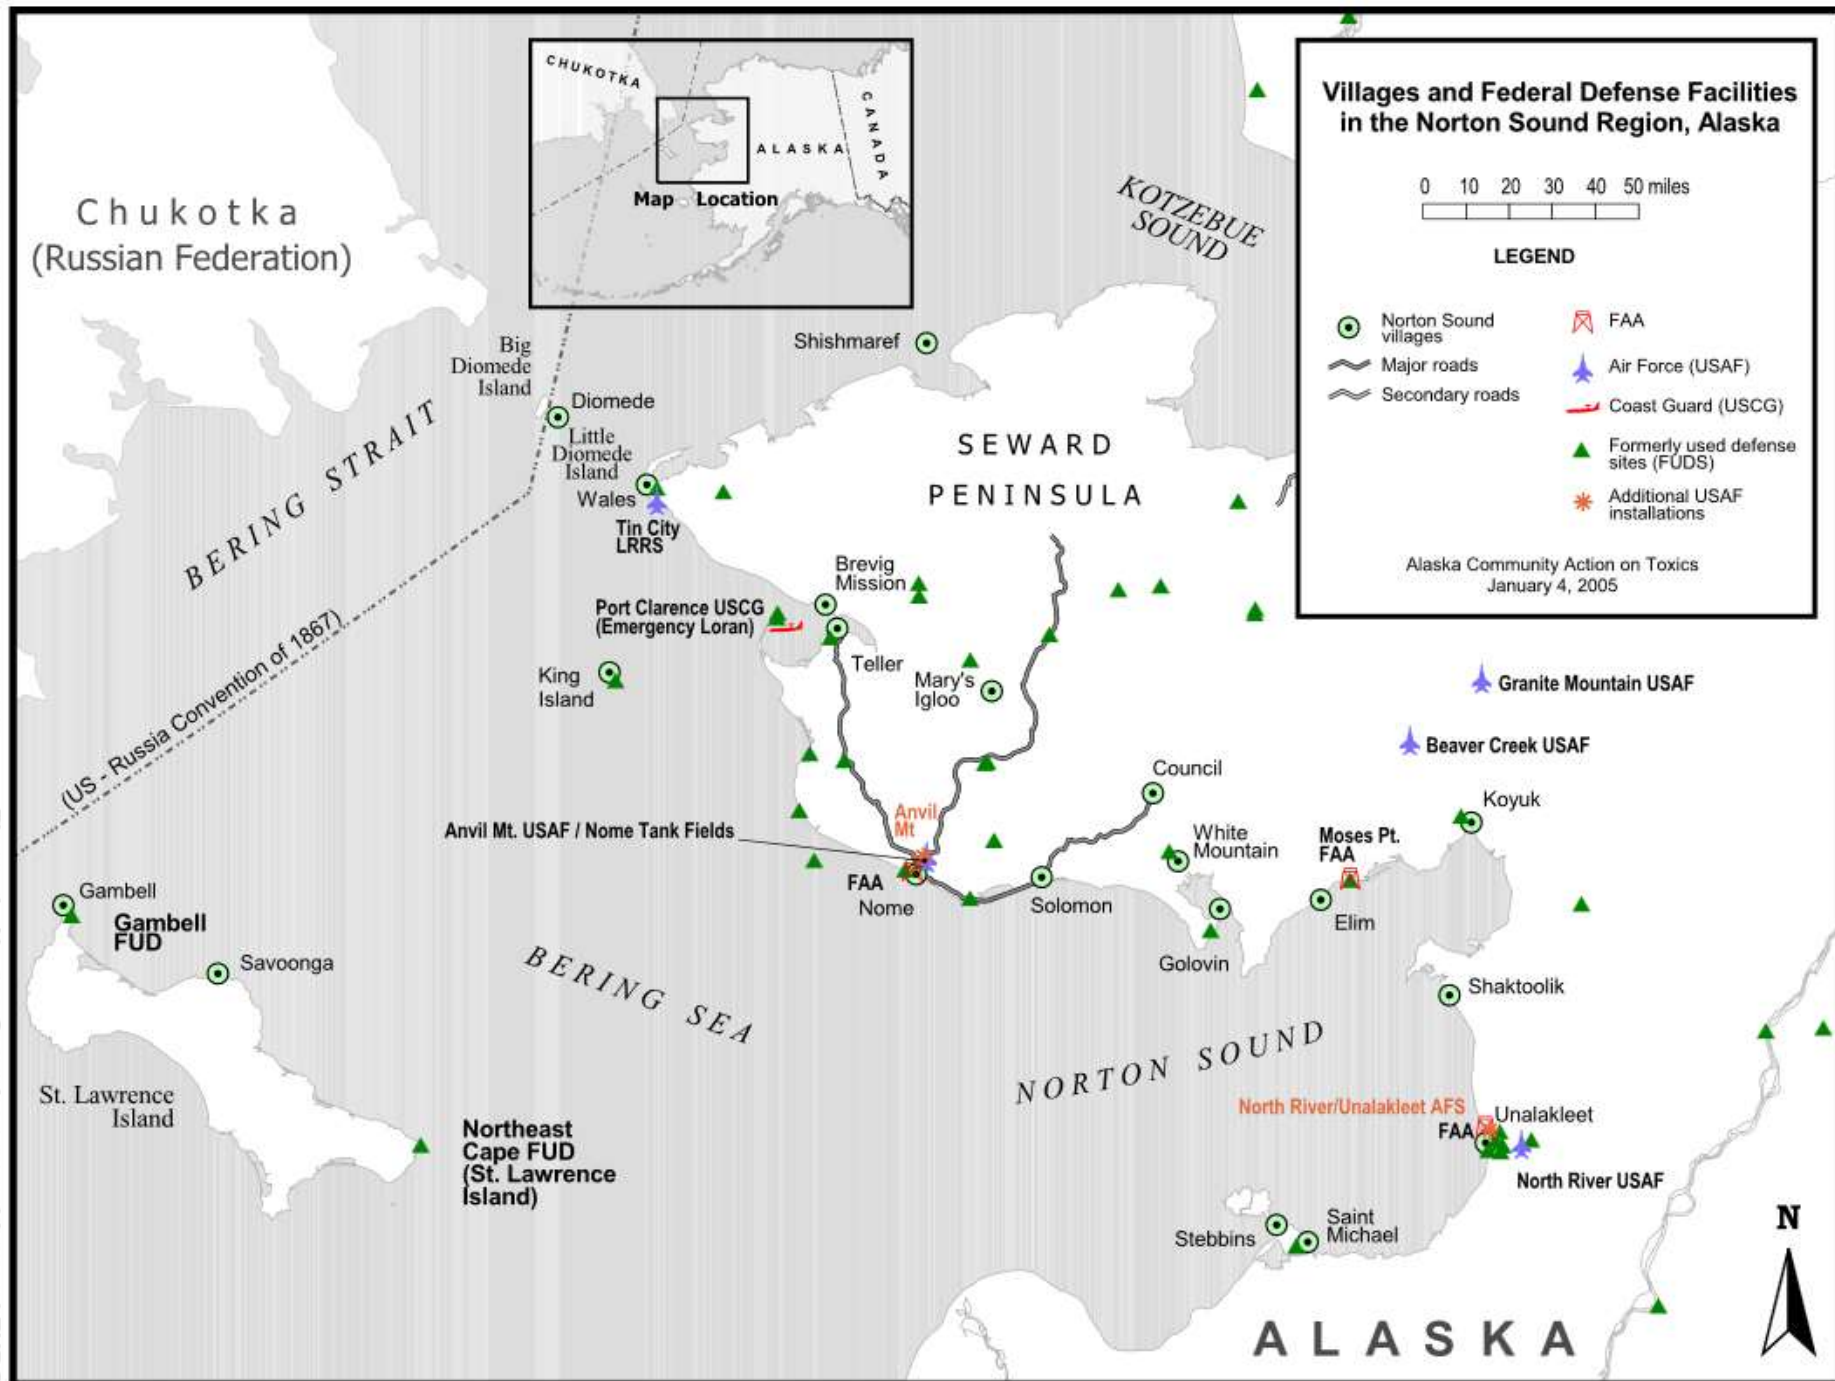 CHUKOTKA
ALASKA
CANADA
Map Location
Villages and Federal Defense Facilities
in the Norton Sound Region, Alaska
0 10 20 30 40 50 miles
LEGEND
Norton Sound
villages
Major roads
Secondary roads
FAA
Air Force (USAF)
Coast Guard (USCG)
Formerly used defense
sites (FUDS)
Additional USAF
installations
Alaska Community Action on Toxics
January 4, 2005
Chukotka
(Russian Federation)
KOTZEBUE
SOUND
Shishmaref
Big
Diomede
Island
Diomede
Little
Diomede
Island
BERING STRAIT
SEWARD
PENINSULA
Wales
Tin City
LRRS
Brevig
Mission
Port Clarence USCG
(Emergency Loran)
Teller
King
Island
Mary's
Igloo
(US - Russia Convention of 1867)
Granite Mountain USAF
Beaver Creek USAF
Council
Koyuk
Anvil
Mt
Anvil Mt. USAF / Nome Tank Fields
White
Mountain
Moses Pt.
FAA
FAA
Nome
Solomon
Elim
Gambell
Gambell
FUD
Savoonga
BERING SEA
Golovin
Shaktoolik
NORTON SOUND
St. Lawrence
Island
Northeast
Cape FUD
(St. Lawrence
Island)
North River/Unalakleet AFS
Unalakleet
FAA
North River USAF
Stebbins
Saint
Michael
N
ALASKA